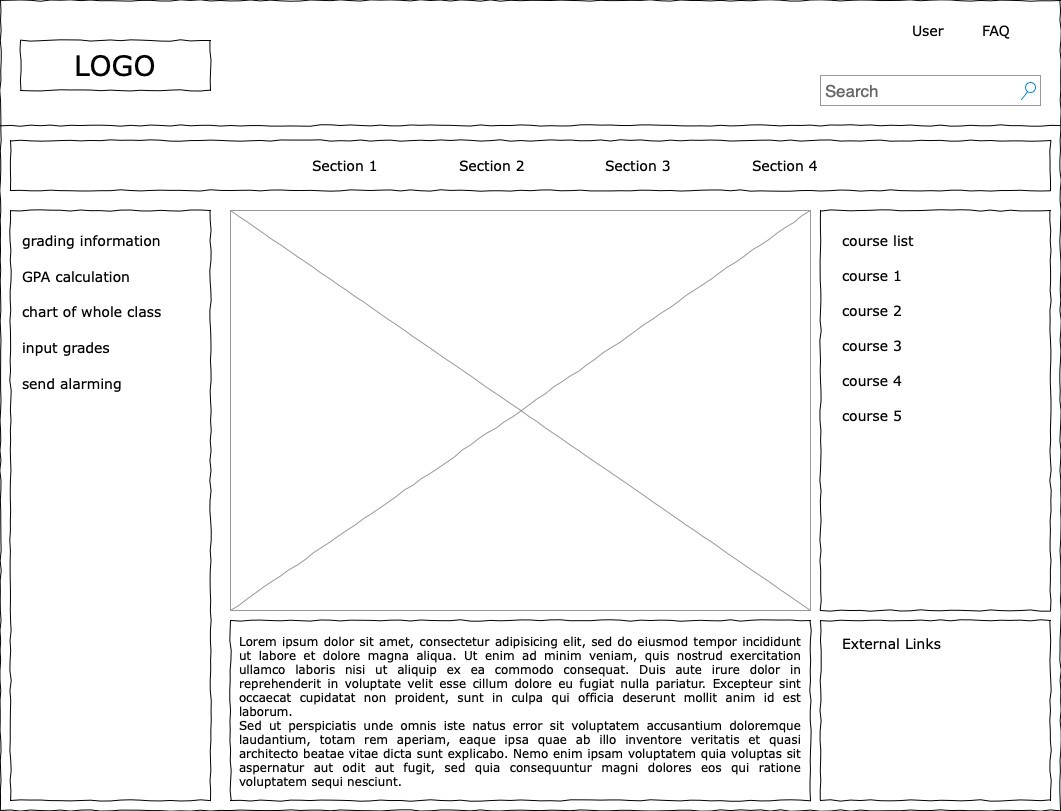 User FAQ
LOGO
Search
Section 1 Section 2 Section 3 Section 4
grading information
GPA calculation
chart of whole class
input grades
send alarming
course list
course 1
course 2
course 3
course 4
course 5
Lorem ipsum dolor sit amet, consectetur adipisicing elit, sed do eiusmod tempor incididunt
ut labore et dolore magna aliqua. Ut enim ad minim veniam, quis nostrud exercitation
ullamco laboris nisi ut aliquip ex ea commodo consequat. Duis aute irure dolor in
reprehenderit in voluptate velit esse cillum dolore eu fugiat nulla pariatur. Excepteur sint
occaecat cupidatat non proident, sunt in culpa qui officia deserunt mollit anim id est
laborum.
Sed ut perspiciatis unde omnis iste natus error sit voluptatem accusantium doloremque
laudantium, totam rem aperiam, eaque ipsa quae ab illo inventore veritatis et quasi
architecto beatae vitae dicta sunt explicabo. Nemo enim ipsam voluptatem quia voluptas sit
aspernatur aut odit aut fugit, sed quia consequuntur magni dolores eos qui ratione
voluptatem sequi nesciunt.
External Links